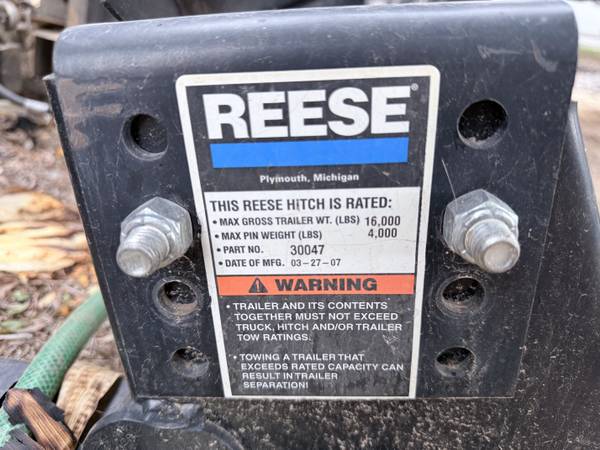 REESE®
Plymouth, Michigan
THIS REESE HITCH IS RATED:
• MAX GROSS TRAILER WT. (LBS) 16,000
• MAX PIN WEIGHT (LBS) 4,000
• PART NO. 30047
• DATE OF MFG. 03-27-07
WARNING
• TRAILER AND ITS CONTENTS
TOGETHER MUST NOT EXCEED
TRUCK, HITCH AND/OR TRAILER
TOW RATINGS.
• TOWING A TRAILER THAT
EXCEEDS RATED CAPACITY CAN
RESULT IN TRAILER
SEPARATION!